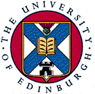 · THE · UNIVERSITY ·
OF EDINBURGH